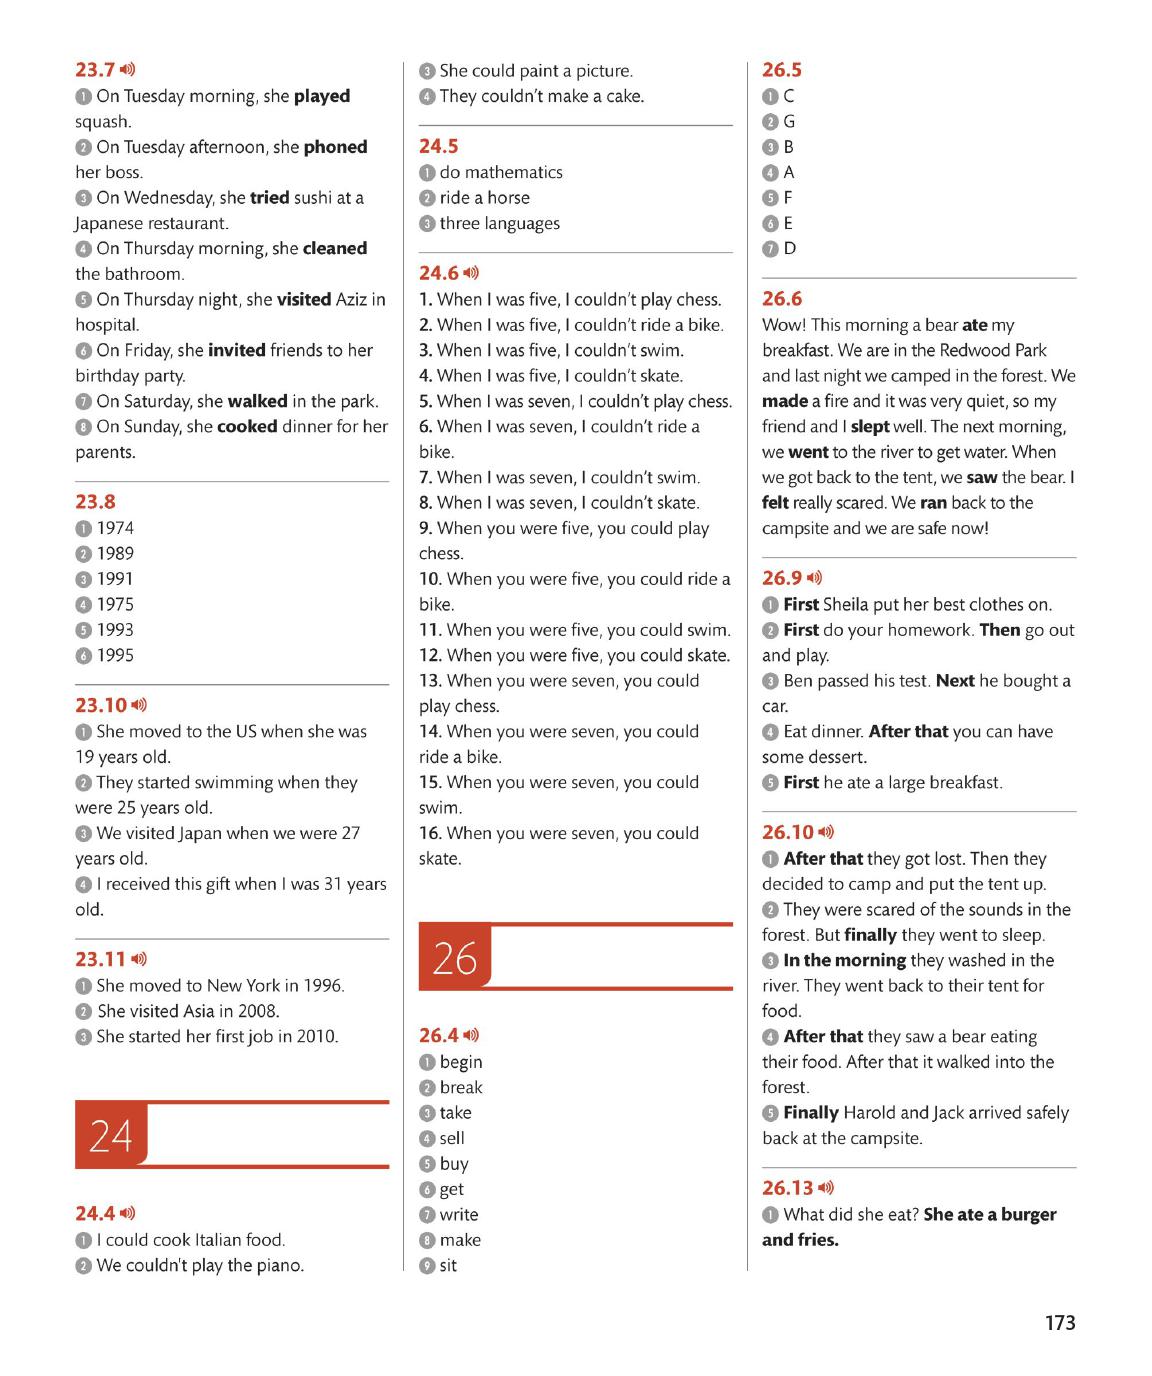 23.7
1 On Tuesday morning, she played
squash.
2 On Tuesday afternoon, she phoned
her boss.
3 On Wednesday, she tried sushi at a
Japanese restaurant.
4 On Thursday morning, she cleaned
the bathroom.
5 On Thursday night, she visited Aziz in
hospital.
6 On Friday, she invited friends to her
birthday party.
7 On Saturday, she walked in the park.
8 On Sunday, she cooked dinner for her
parents.
23.8
1 1974
2 1989
3 1991
4 1975
5 1993
6 1995
23.10
1 She moved to the US when she was
19 years old.
2 They started swimming when they
were 25 years old.
3 We visited Japan when we were 27
years old.
4 I received this gift when I was 31 years
old.
23.11
1 She moved to New York in 1996.
2 She visited Asia in 2008.
3 She started her first job in 2010.
24
24.4
1 I could cook Italian food.
2 We couldn't play the piano.
3 She could paint a picture.
4 They couldn't make a cake.
24.5
1 do mathematics
2 ride a horse
3 three languages
24.6
1. When I was five, I couldn't play chess.
2. When I was five, I couldn't ride a bike.
3. When I was five, I couldn't swim.
4. When I was five, I couldn't skate.
5. When I was seven, I couldn't play chess.
6. When I was seven, I couldn't ride a
bike.
7. When I was seven, I couldn't swim.
8. When I was seven, I couldn't skate.
9. When you were five, you could play
chess.
10. When you were five, you could ride a
bike.
11. When you were five, you could swim.
12. When you were five, you could skate.
13. When you were seven, you could
play chess.
14. When you were seven, you could
ride a bike.
15. When you were seven, you could
swim.
16. When you were seven, you could
skate.
26
26.4
1 begin
2 break
3 take
4 sell
5 buy
6 get
7 write
8 make
9 sit
26.5
1 C
2 G
3 B
4 A
5 F
6 E
7 D
26.6
Wow! This morning a bear ate my
breakfast. We are in the Redwood Park
and last night we camped in the forest. We
made a fire and it was very quiet, so my
friend and I slept well. The next morning,
we went to the river to get water. When
we got back to the tent, we saw the bear. I
felt really scared. We ran back to the
campsite and we are safe now!
26.9
1 First Sheila put her best clothes on.
2 First do your homework. Then go out
and play.
3 Ben passed his test. Next he bought a
car.
4 Eat dinner. After that you can have
some dessert.
5 First he ate a large breakfast.
26.10
1 After that they got lost. Then they
decided to camp and put the tent up.
2 They were scared of the sounds in the
forest. But finally they went to sleep.
3 In the morning they washed in the
river. They went back to their tent for
food.
4 After that they saw a bear eating
their food. After that it walked into the
forest.
5 Finally Harold and Jack arrived safely
back at the campsite.
26.13
1 What did she eat? She ate a burger
and fries.
173